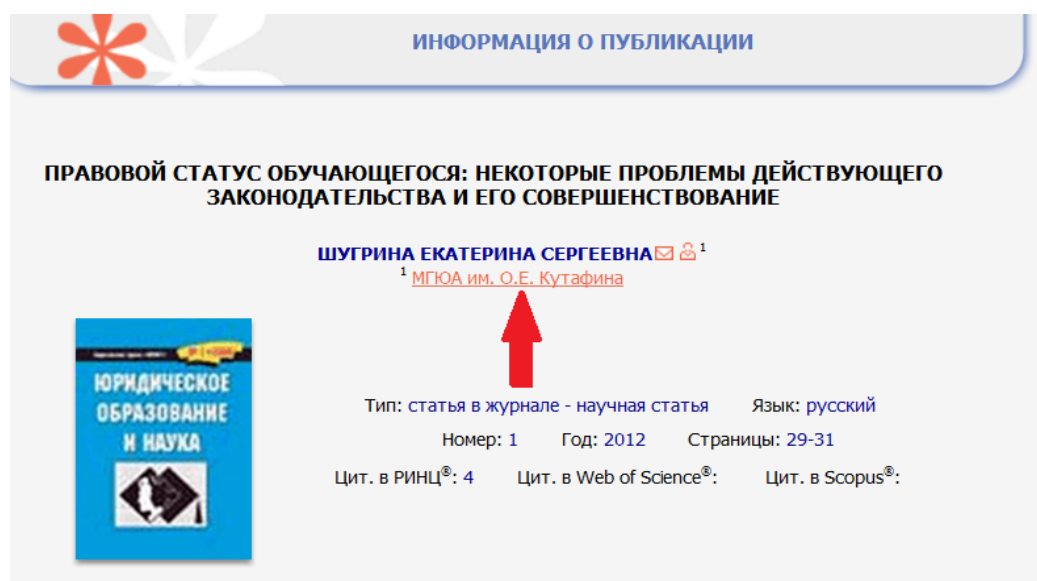 ИНФОРМАЦИЯ О ПУБЛИКАЦИИ
ПРАВОВОЙ СТАТУС ОБУЧАЮЩЕГОСЯ: НЕКОТОРЫЕ ПРОБЛЕМЫ ДЕЙСТВУЮЩЕГО
ЗАКОНОДАТЕЛЬСТВА И ЕГО СОВЕРШЕНСТВОВАНИЕ
ШУГРИНА ЕКАТЕРИНА СЕРГЕЕВНА 1
1 МГЮА им. О.Е. Кутафина
ЮРИДИЧЕСКОЕ
ОБРАЗОВАНИЕ
И НАУКА
Тип: статья в журнале - научная статья Язык: русский
Номер: 1 Год: 2012 Страницы: 29-31
Цит. в РИНЦ®: 4 Цит. в Web of Science®: Цит. в Scopus®: